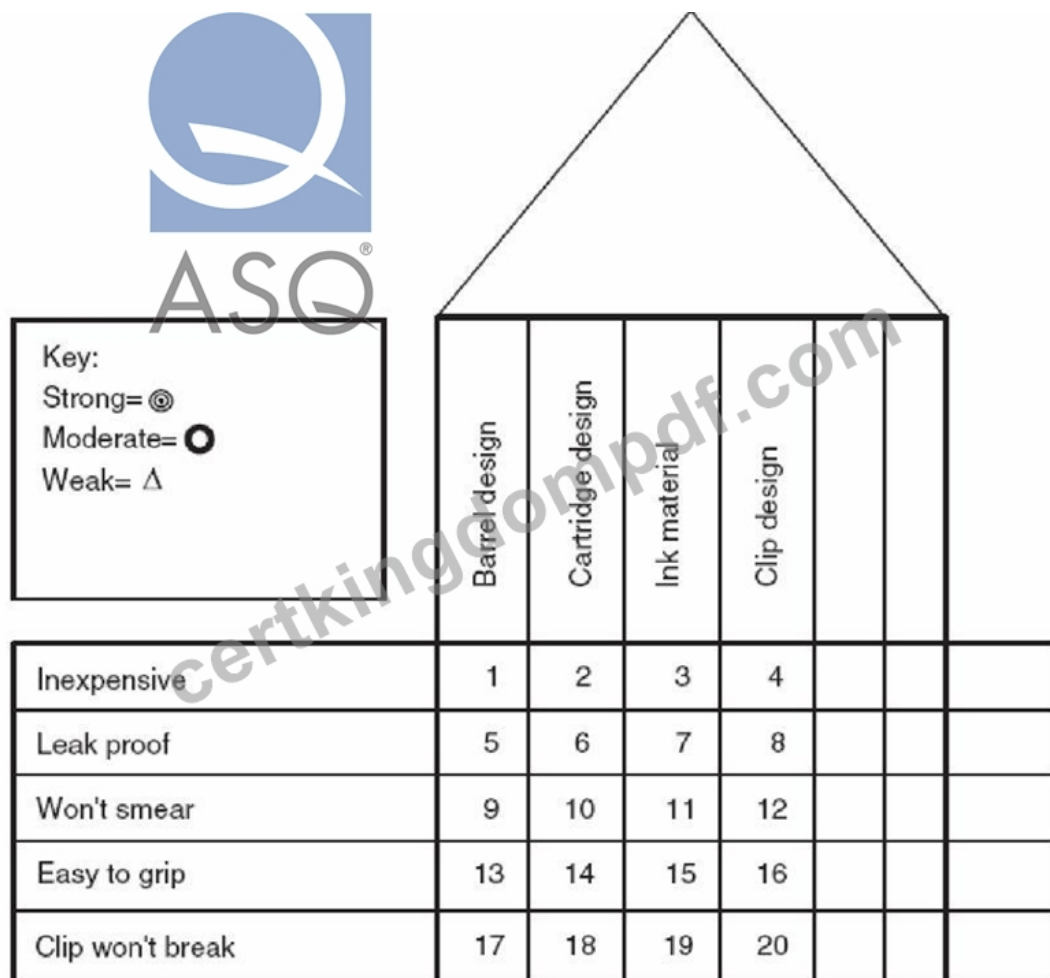 ASQ®
Key:
Strong= ◎
Moderate= O
Weak= Δ
Barrel design
Cartridge design
Ink material
Clip design
certkingdompdf.com
Inexpensive 1 2 3 4
Leak proof 5 6 7 8
Won't smear 9 10 11 12
Easy to grip 13 14 15 16
Clip won't break 17 18 19 20